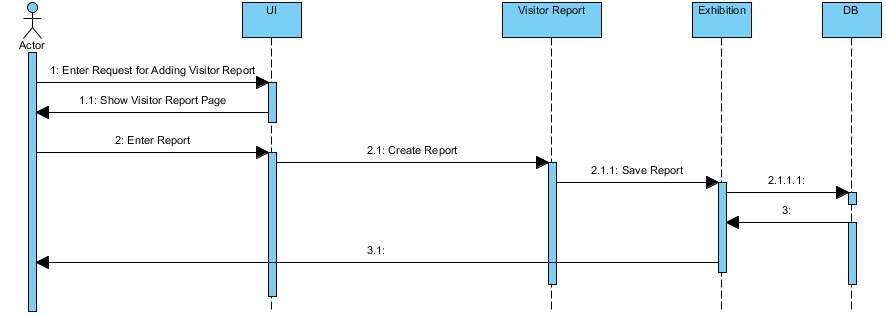 UI
Visitor Report
Exhibition
DB
Actor
1: Enter Request for Adding Visitor Report
1.1: Show Visitor Report Page
2: Enter Report
2.1: Create Report
2.1.1: Save Report
2.1.1.1:
3:
3.1: